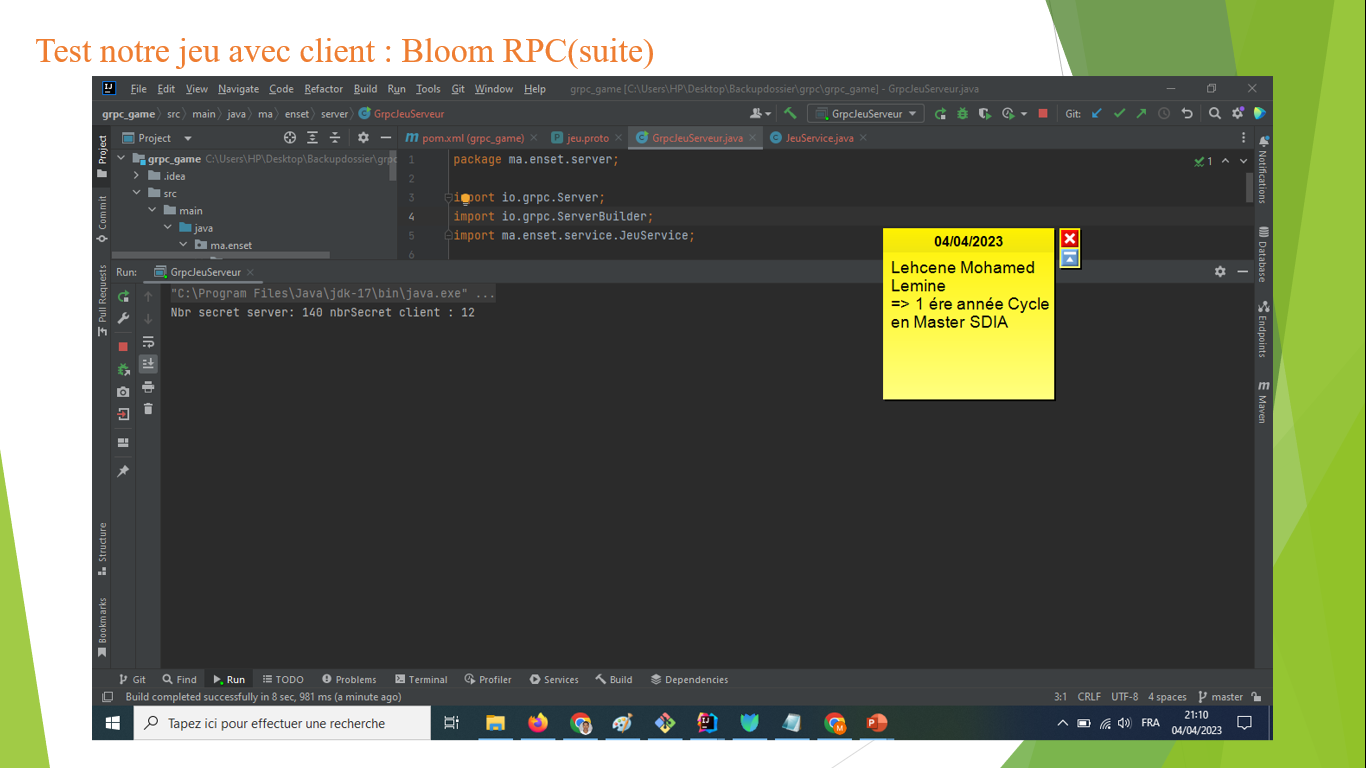 Test notre jeu avec client : Bloom RPC(suite)
File Edit View Navigate Code Refactor Build Run Tools Git Window Help grpc_game [C:\Users\HP\Desktop\Backupdossier\grpc\grpc_game] - GrpcJeuServeur.java
grpc_game src main java ma enset server GrpcJeuServeur
GrpcJeuServeur Git:
Project
pom.xml (grpc_game) jeu.proto GrpcJeuServeur.java JeuService.java
grpc_game C:\Users\HP\Desktop\Backupdossier\grpc
.idea
src
main
java
ma.enset
1 package ma.enset.server;
2
3 import io.grpc.Server;
4 import io.grpc.ServerBuilder;
5 import ma.enset.service.JeuService;
6
1
Project
Commit
Pull Requests
Structure
Bookmarks
Notifications
Database
Endpoints
Maven
Run: GrpcJeuServeur
"C:\Program Files\Java\jdk-17\bin\java.exe" ...
Nbr secret server: 140 nbrSecret client : 12
04/04/2023
Lehcene Mohamed
Lemine
=> 1 ére année Cycle
en Master SDIA
Git Find Run TODO Problems Terminal Profiler Services Build Dependencies
Build completed successfully in 8 sec, 981 ms (a minute ago) 3:1 CRLF UTF-8 4 spaces master
Tapez ici pour effectuer une recherche
FRA
21:10
04/04/2023